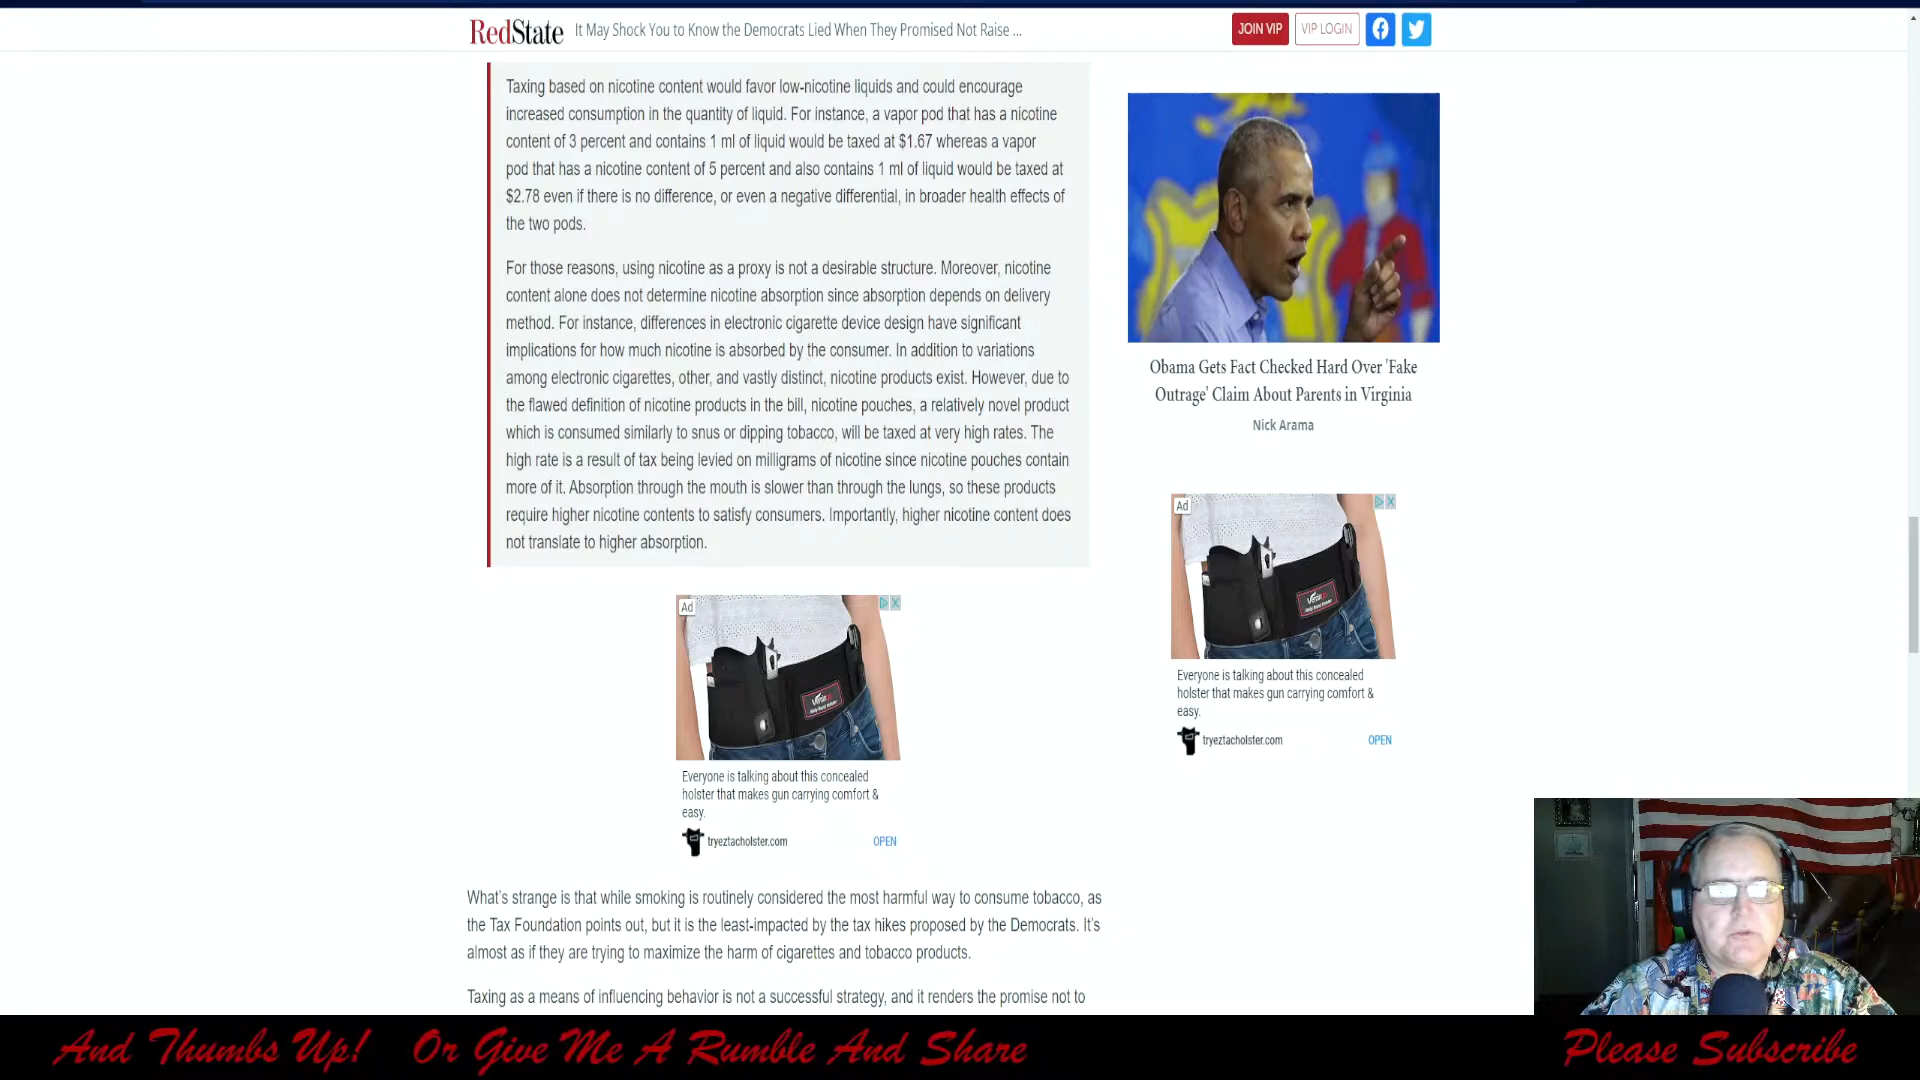 RedState It May Shock You to Know the Democrats Lied When They Promised Not Raise ...
JOIN VIP
VIP LOGIN
Taxing based on nicotine content would favor low-nicotine liquids and could encourage
increased consumption in the quantity of liquid. For instance, a vapor pod that has a nicotine
content of 3 percent and contains 1 ml of liquid would be taxed at $1.67 whereas a vapor
pod that has a nicotine content of 5 percent and also contains 1 ml of liquid would be taxed at
$2.78 even if there is no difference, or even a negative differential, in broader health effects of
the two pods.
For those reasons, using nicotine as a proxy is not a desirable structure. Moreover, nicotine
content alone does not determine nicotine absorption since absorption depends on delivery
method. For instance, differences in electronic cigarette device design have significant
implications for how much nicotine is absorbed by the consumer. In addition to variations
among electronic cigarettes, other, and vastly distinct, nicotine products exist. However, due to
the flawed definition of nicotine products in the bill, nicotine pouches, a relatively novel product
which is consumed similarly to snus or dipping tobacco, will be taxed at very high rates. The
high rate is a result of tax being levied on milligrams of nicotine since nicotine pouches contain
more of it. Absorption through the mouth is slower than through the lungs, so these products
require higher nicotine contents to satisfy consumers. Importantly, higher nicotine content does
not translate to higher absorption.
Ad
Everyone is talking about this concealed
holster that makes gun carrying comfort &
easy.
tryeztacholster.com
OPEN
What's strange is that while smoking is routinely considered the most harmful way to consume tobacco, as
the Tax Foundation points out, but it is the least-impacted by the tax hikes proposed by the Democrats. It's
almost as if they are trying to maximize the harm of cigarettes and tobacco products.
Taxing as a means of influencing behavior is not a successful strategy, and it renders the promise not to
Obama Gets Fact Checked Hard Over 'Fake
Outrage' Claim About Parents in Virginia
Nick Arama
Ad
Everyone is talking about this concealed
holster that makes gun carrying comfort &
easy.
tryeztacholster.com
OPEN
And Thumbs Up! Or Give Me A Rumble And Share
Please Subscribe